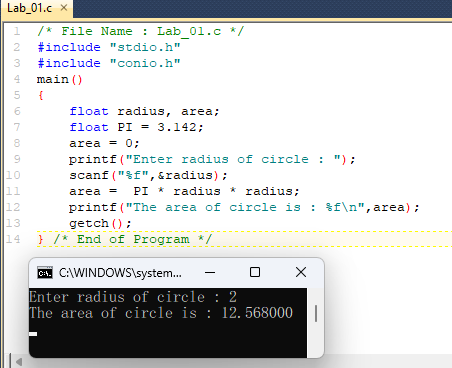 Lab_01.c ×
1 /* File Name : Lab_01.c */
2 #include "stdio.h"
3 #include "conio.h"
4 main()
5 {
6 float radius, area;
7 float PI = 3.142;
8 area = 0;
9 printf("Enter radius of circle : ");
10 scanf("%f",&radius);
11 area =  PI * radius * radius;
12 printf("The area of circle is : %f\n",area);
13 getch();
14 } /* End of Program */
C:\WINDOWS\system...
Enter radius of circle : 2
The area of circle is : 12.568000